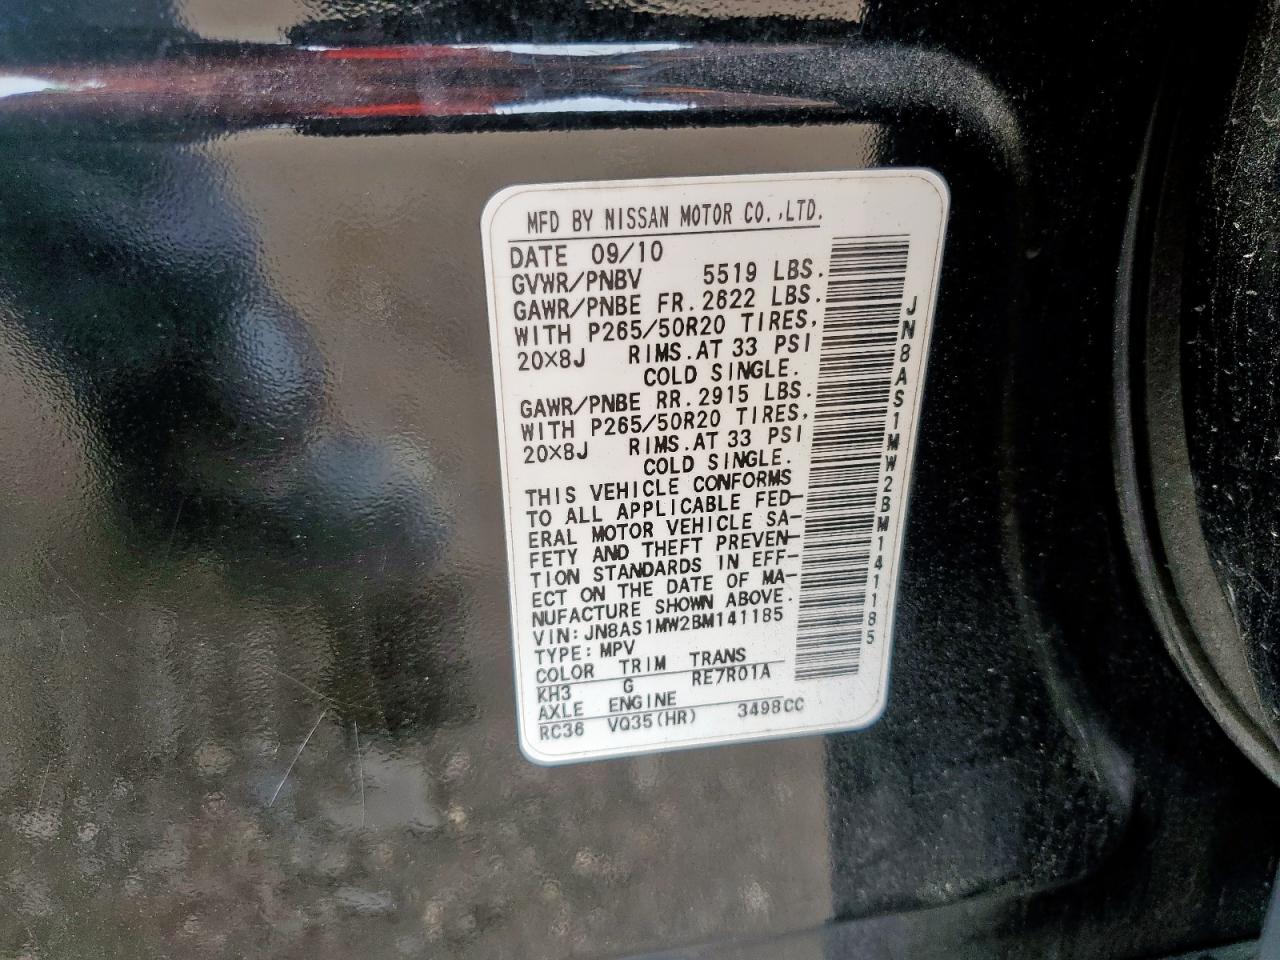 MFD BY NISSAN MOTOR CO.,LTD.
DATE 09/10
GVWR/PNBV 5519 LBS.
GAWR/PNBE FR. 2622 LBS.
WITH P265/50R20 TIRES,
20×8J RIMS. AT 33 PSI
COLD SINGLE.
GAWR/PNBE RR. 2915 LBS.
WITH P265/50R20 TIRES,
20×8J RIMS. AT 33 PSI
COLD SINGLE.
THIS VEHICLE CONFORMS
TO ALL APPLICABLE FED-
ERAL MOTOR VEHICLE SA-
FETY AND THEFT PREVEN-
TION STANDARDS IN EFF-
ECT ON THE DATE OF MA-
NUFACTURE SHOWN ABOVE.
VIN: JN8AS1MW2BM141185
TYPE: MPV
COLOR TRIM TRANS
KH3 G RE7R01A
AXLE ENGINE
RC36 VQ35(HR) 3498CC
JN8AS1MW2BM141185